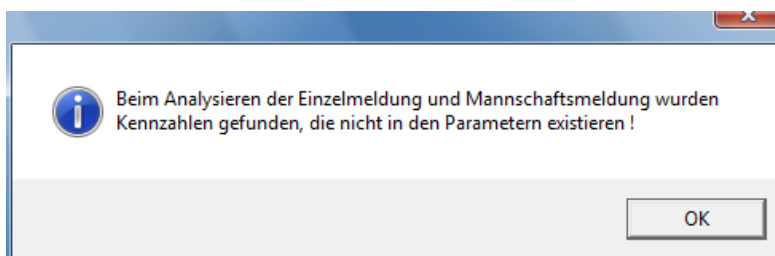 Beim Analysieren der Einzelmeldung und Mannschaftsmeldung wurden
Kennzahlen gefunden, die nicht in den Parametern existieren !
OK